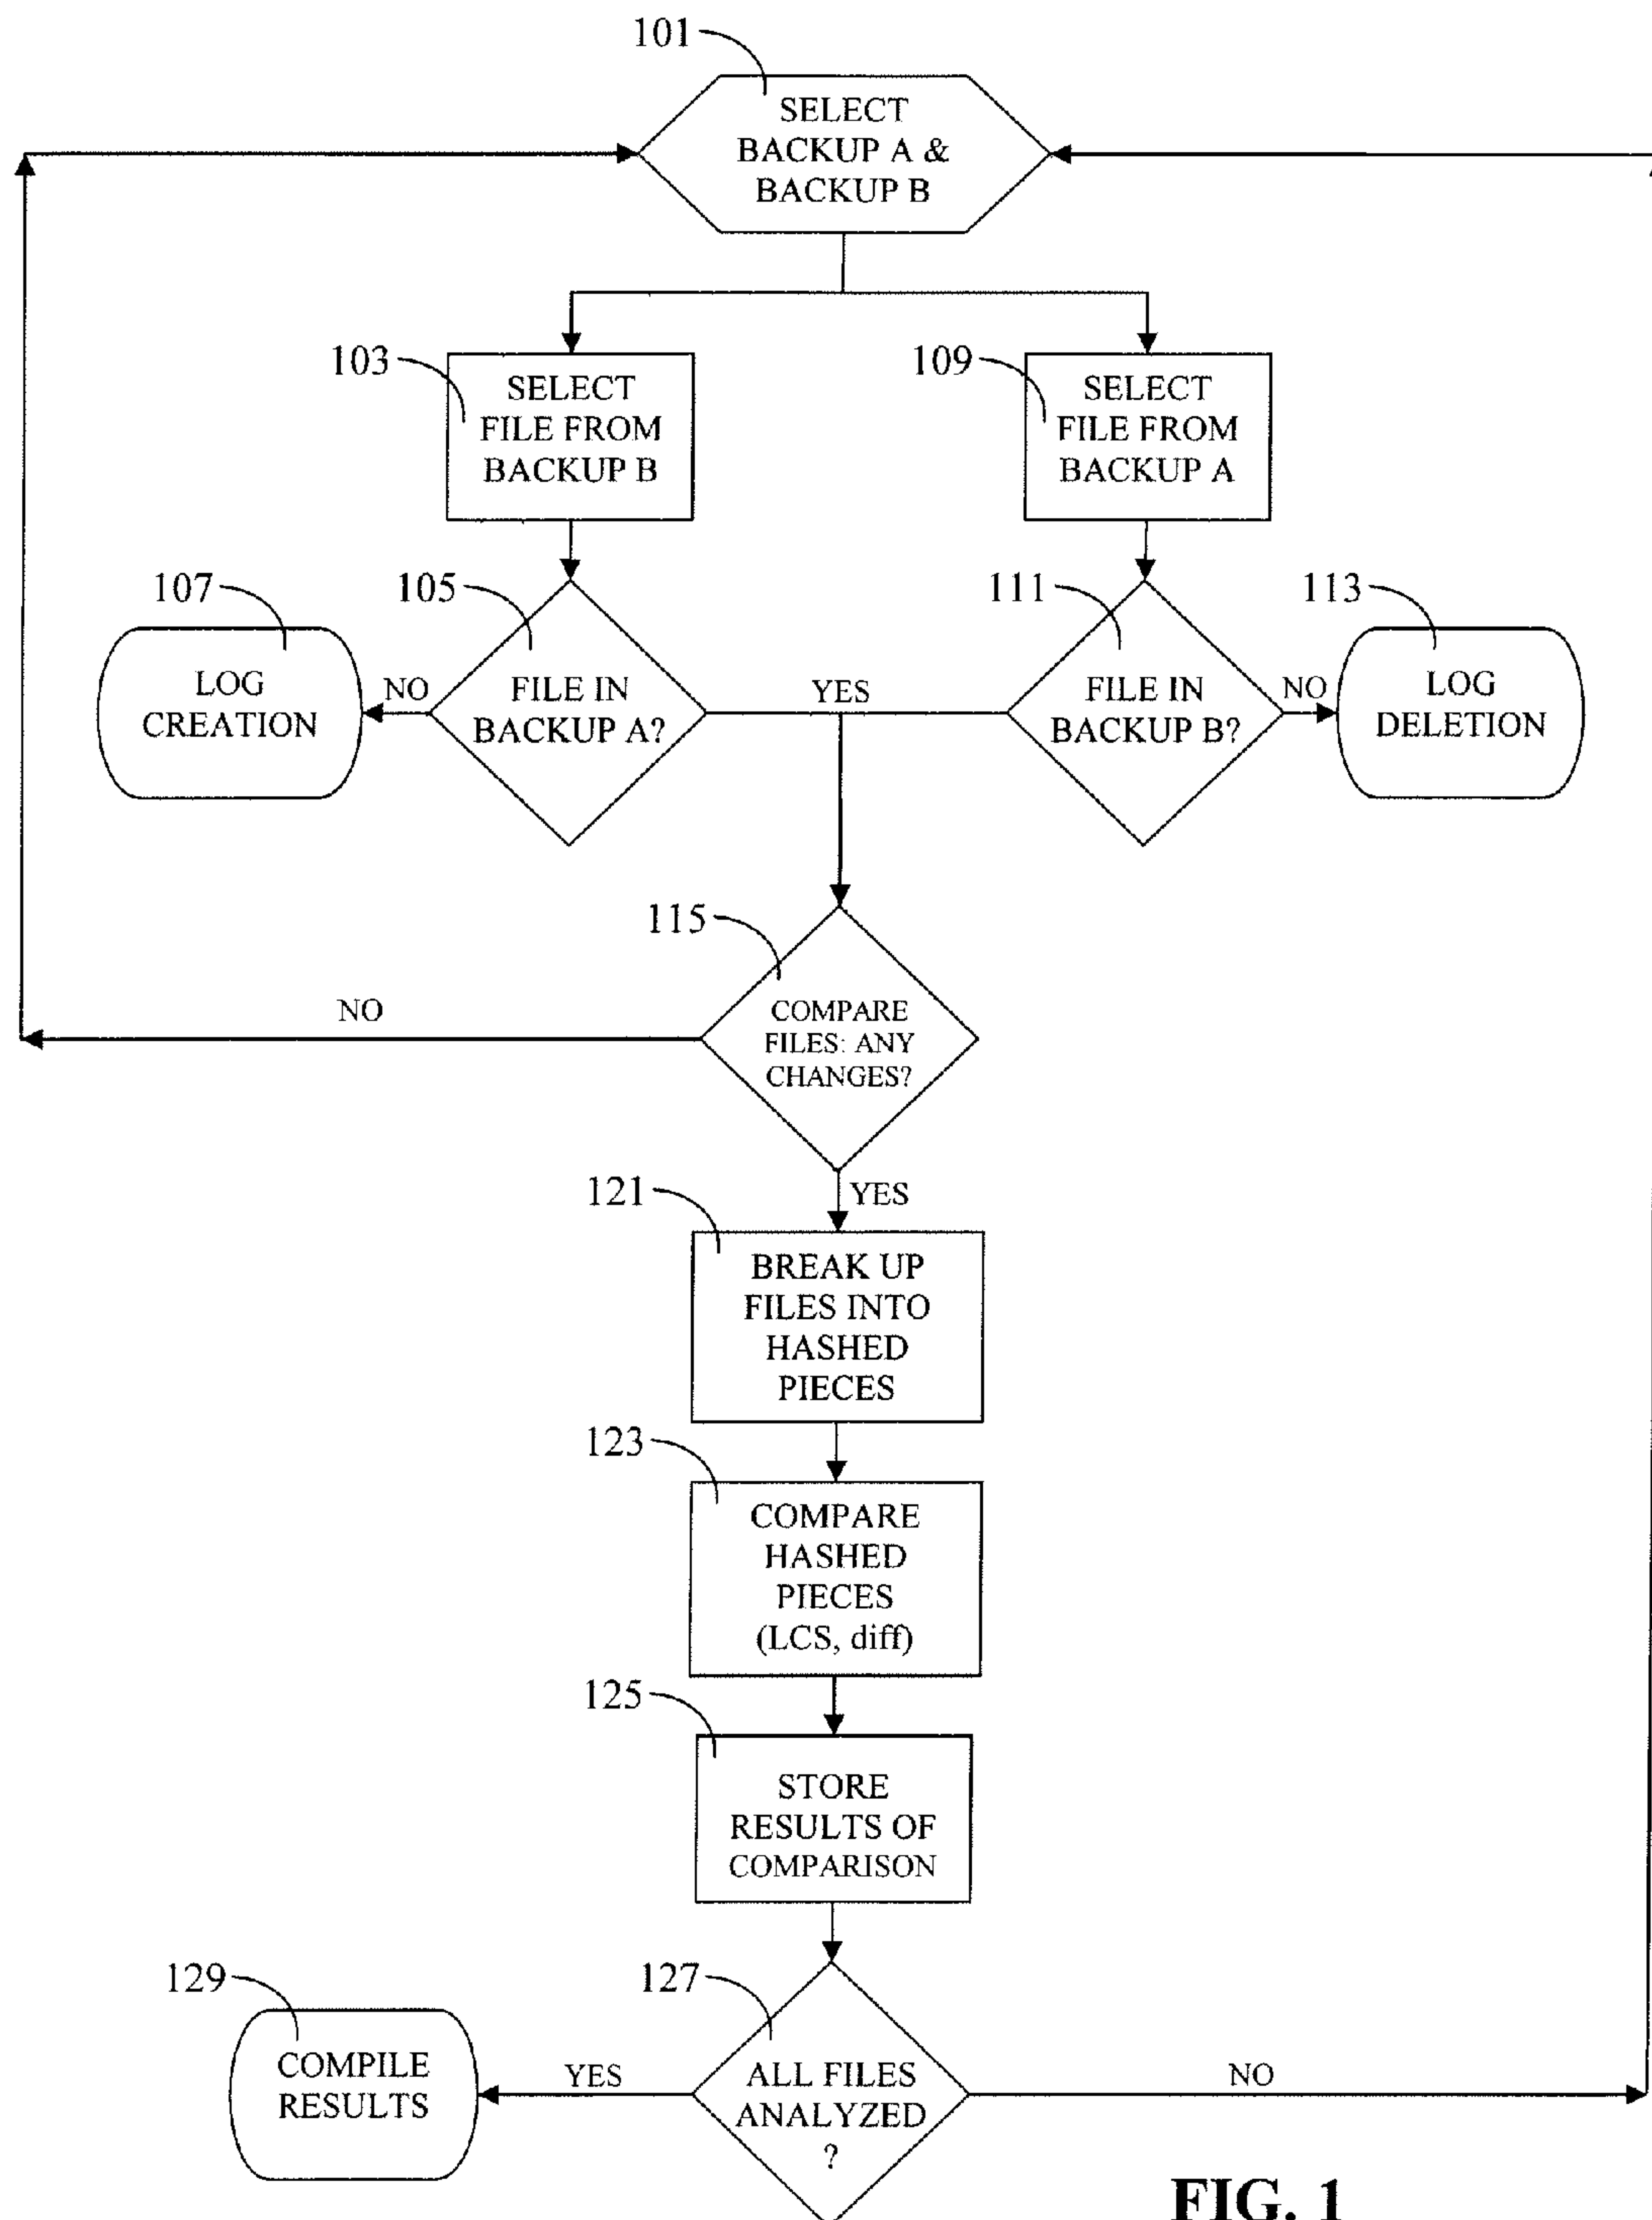 101
SELECT
BACKUP A &
BACKUP B
103
SELECT
FILE FROM
BACKUP B
109
SELECT
FILE FROM
BACKUP A
107
LOG
CREATION
NO
105
FILE IN
BACKUP A?
YES
111
FILE IN
BACKUP B?
NO
113
LOG
DELETION
115
COMPARE
FILES: ANY
CHANGES?
NO
YES
121
BREAK UP
FILES INTO
HASHED
PIECES
123
COMPARE
HASHED
PIECES
(LCS, diff)
125
STORE
RESULTS OF
COMPARISON
129
COMPILE
RESULTS
YES
127
ALL FILES
ANALYZED
?
NO
FIG. 1